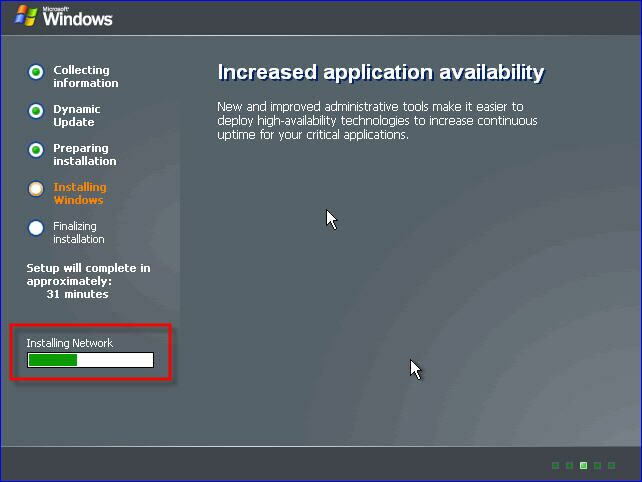 Microsoft
Windows
Collecting
information
Dynamic
Update
Preparing
installation
Installing
Windows
Finalizing
installation
Setup will complete in
approximately:
31 minutes
Installing Network
Increased application availability
New and improved administrative tools make it easier to
deploy high-availability technologies to increase continuous
uptime for your critical applications.